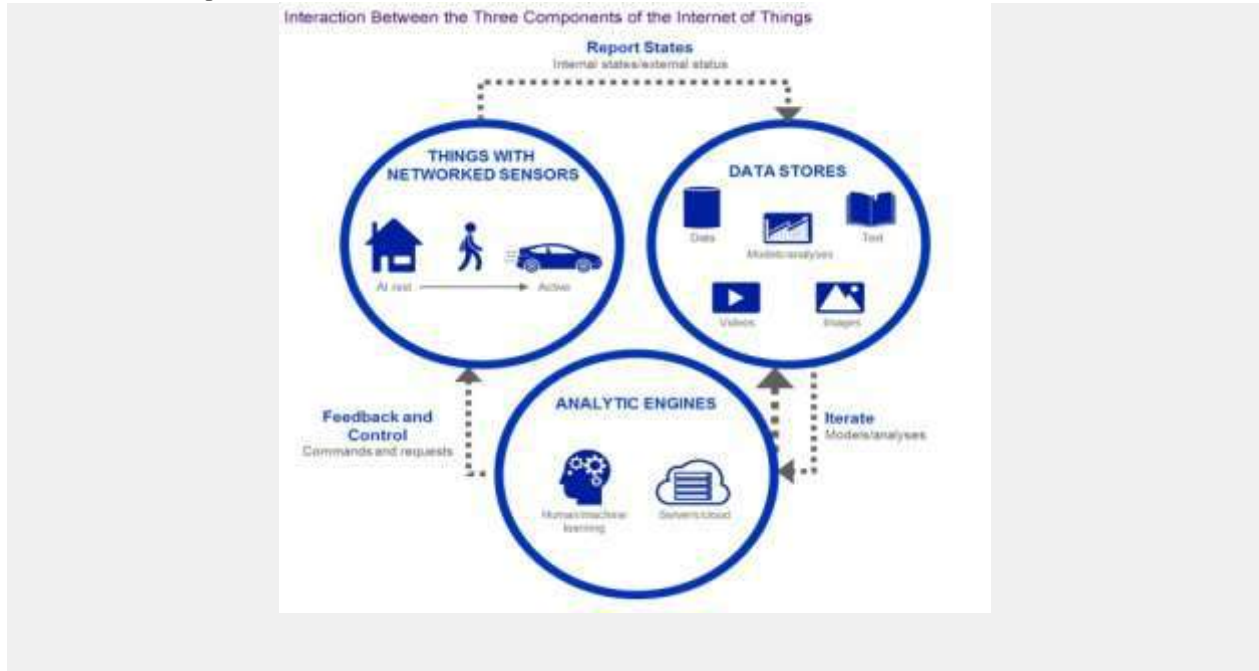 Interaction Between the Three Components of the Internet of Things
Report States
Internal states/external status
THINGS WITH
NETWORKED SENSORS
At rest
Active
DATA STORES
Data
Models/analyses
Text
Videos
Images
Feedback and
Control
Commands and requests
ANALYTIC ENGINES
Human/machine
learning
Servers/cloud
Iterate
Models/analyses